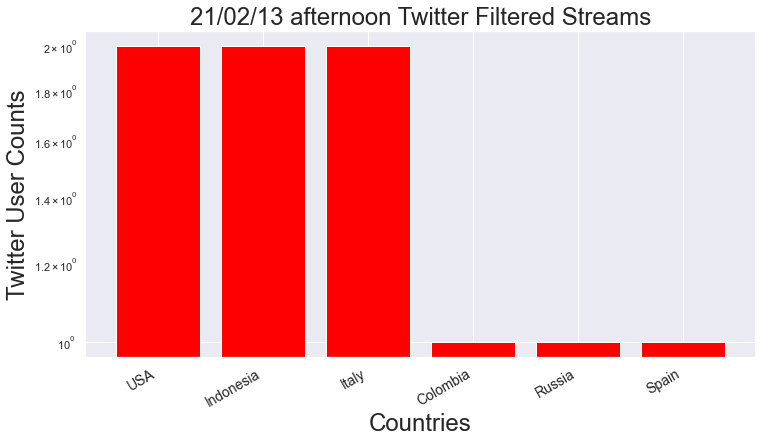 21/02/13 afternoon Twitter Filtered Streams
Twitter User Counts
2 × 10⁰
1.8 × 10⁰
1.6 × 10⁰
1.4 × 10⁰
1.2 × 10⁰
10⁰
USA
Indonesia
Italy
Colombia
Russia
Spain
Countries